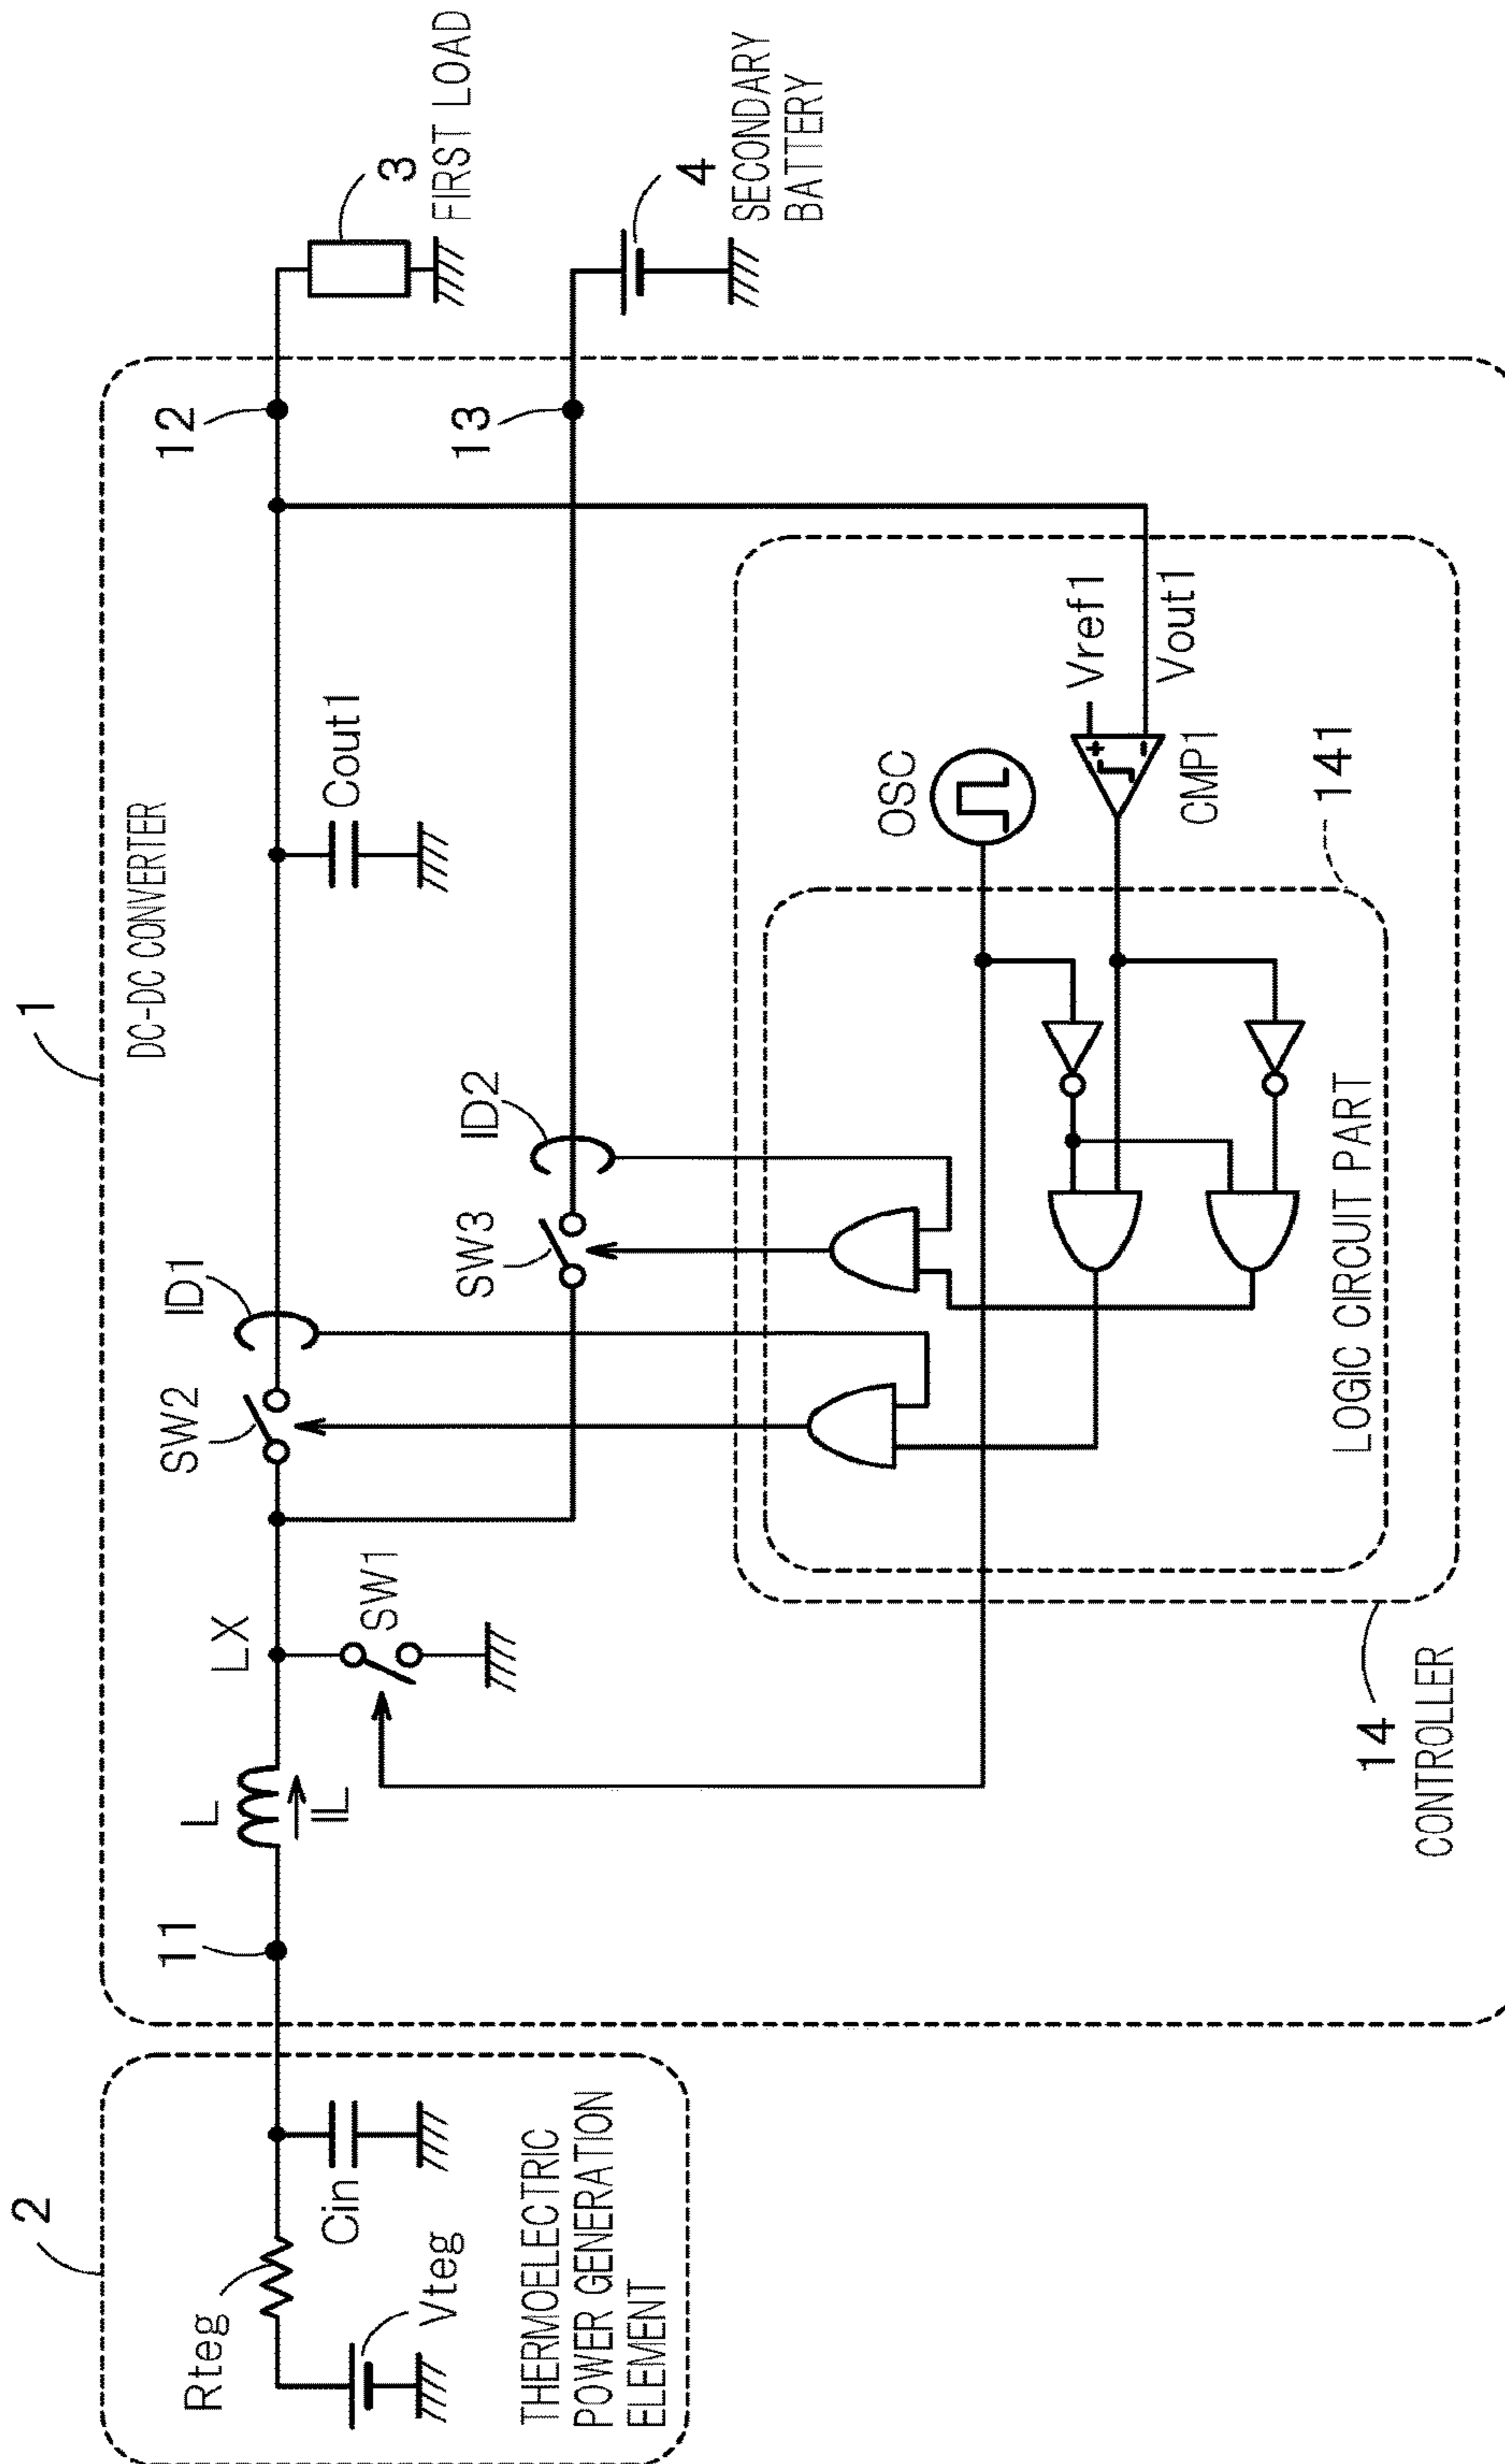 1
DC-DC CONVERTER
2
Rteg
Vteg
Cin
THERMOELECTRIC
POWER GENERATION
ELEMENT
11
L
IL
LX
SW1
SW2
ID1
SW3
ID2
Cout1
12
13
3
FIRST LOAD
4
SECONDARY
BATTERY
OSC
Vref1
Vout1
+
-
CMP1
141
LOGIC CIRCUIT PART
14
CONTROLLER